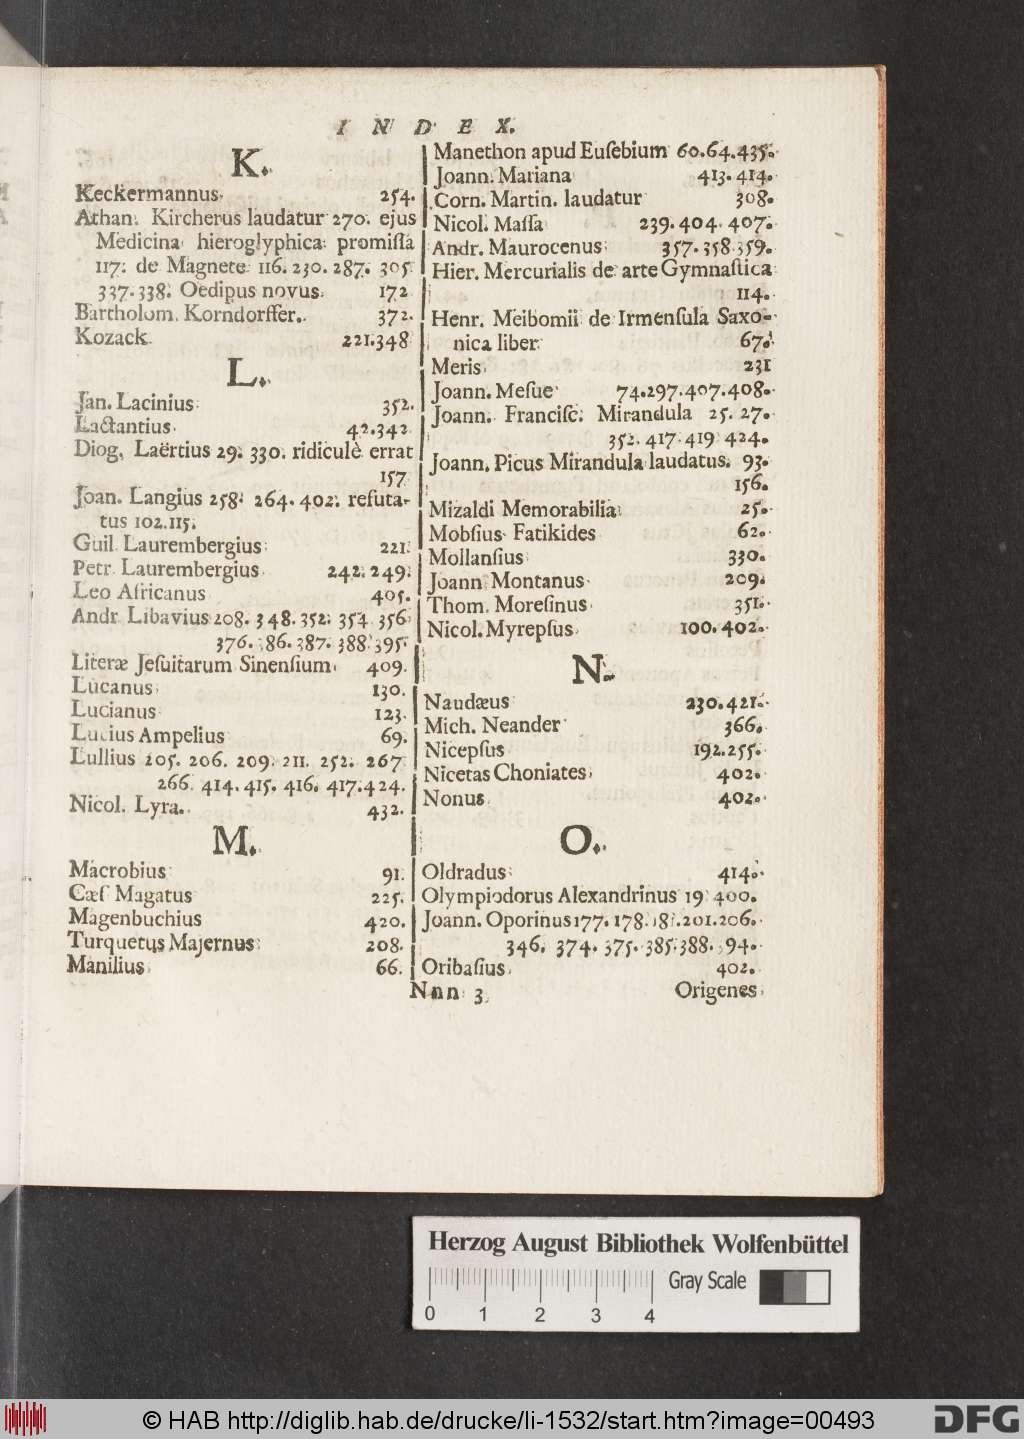 INDEX.
K.
Keckermannus. 254.
Athan. Kircherus laudatur 270. ejus
Medicina hieroglyphica promiſſa
117. de Magnete 116. 230. 287. 305
337. 338. Oedipus novus. 172
Bartholom. Korndorffer. 372.
Kozack. 221.348
L.
Jan. Lacinius 352.
Lactantius 42.342
Diog. Laërtius 29. 330. ridiculè errat
157
Joan. Langius 258. 264. 402. refuta-
tus 102.115.
Guil. Laurembergius 221.
Petr. Laurembergius 242. 249.
Leo Africanus 405.
Andr. Libavius 208. 348. 352. 354 356
376. 386. 387. 388. 395.
Literæ Jeſuitarum Sinenſium. 409.
Lucanus 130.
Lucianus 123.
Lucius Ampelius 69.
Lullius 205. 206. 209. 211. 252. 267
266. 414. 415. 416. 417.424.
Nicol. Lyra. 432.
M.
Macrobius 91.
Cæſ Magatus 225.
Magenbuchius 420.
Turquetus Majernus 208.
Manilius 66.
Manethon apud Euſebium 60.64.435.
Joann. Mariana 413. 414.
Corn. Martin. laudatur 308.
Nicol. Maſſa 239. 404. 407.
Andr. Maurocenus 357. 358 359.
Hier. Mercurialis de arte Gymnaſtica
114.
Henr. Meibomii de Irmenſula Saxo-
nica liber 67.
Meris 231
Joann. Meſue 74.297.407.408.
Joann. Franciſc. Mirandula 25. 27.
352. 417. 419 424.
Joann. Picus Mirandula laudatus. 93.
156.
Mizaldi Memorabilia 25.
Mobſius Fatikides 62.
Mollanſius 330.
Joann. Montanus 209.
Thom. Moreſinus 351.
Nicol. Myrepſus 100. 402.
N.
Naudæus 230.421.
Mich. Neander 366.
Nicepſus 192.255.
Nicetas Choniates 402.
Nonus 402.
O.
Oldradus 414.
Olympiodorus Alexandrinus 19 400.
Joann. Oporinus 177. 178. 201.206.
346. 374. 375. 385.388.
Oribaſius 402.
Nnn 3 Origenes
Herzog August Bibliothek Wolfenbüttel
Gray Scale
0 1 2 3 4
© HAB http://diglib.hab.de/drucke/li-1532/start.htm?image=00493
DFG